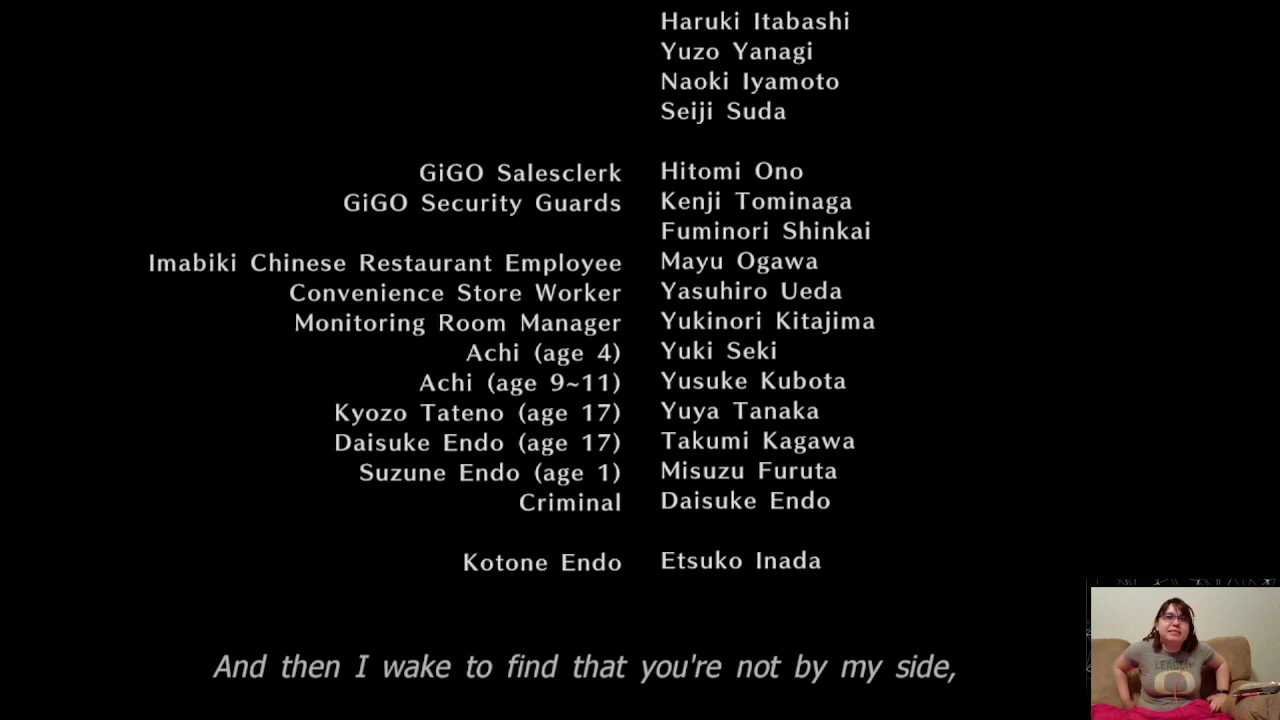 Haruki Itabashi
Yuzo Yanagi
Naoki Iyamoto
Seiji Suda
GiGO Salesclerk Hitomi Ono
GiGO Security Guards Kenji Tominaga
Fuminori Shinkai
Imabiki Chinese Restaurant Employee Mayu Ogawa
Convenience Store Worker Yasuhiro Ueda
Monitoring Room Manager Yukinori Kitajima
Achi (age 4) Yuki Seki
Achi (age 9~11) Yusuke Kubota
Kyozo Tateno (age 17) Yuya Tanaka
Daisuke Endo (age 17) Takumi Kagawa
Suzune Endo (age 1) Misuzu Furuta
Criminal Daisuke Endo
Kotone Endo Etsuko Inada
And then I wake to find that you're not by my side,